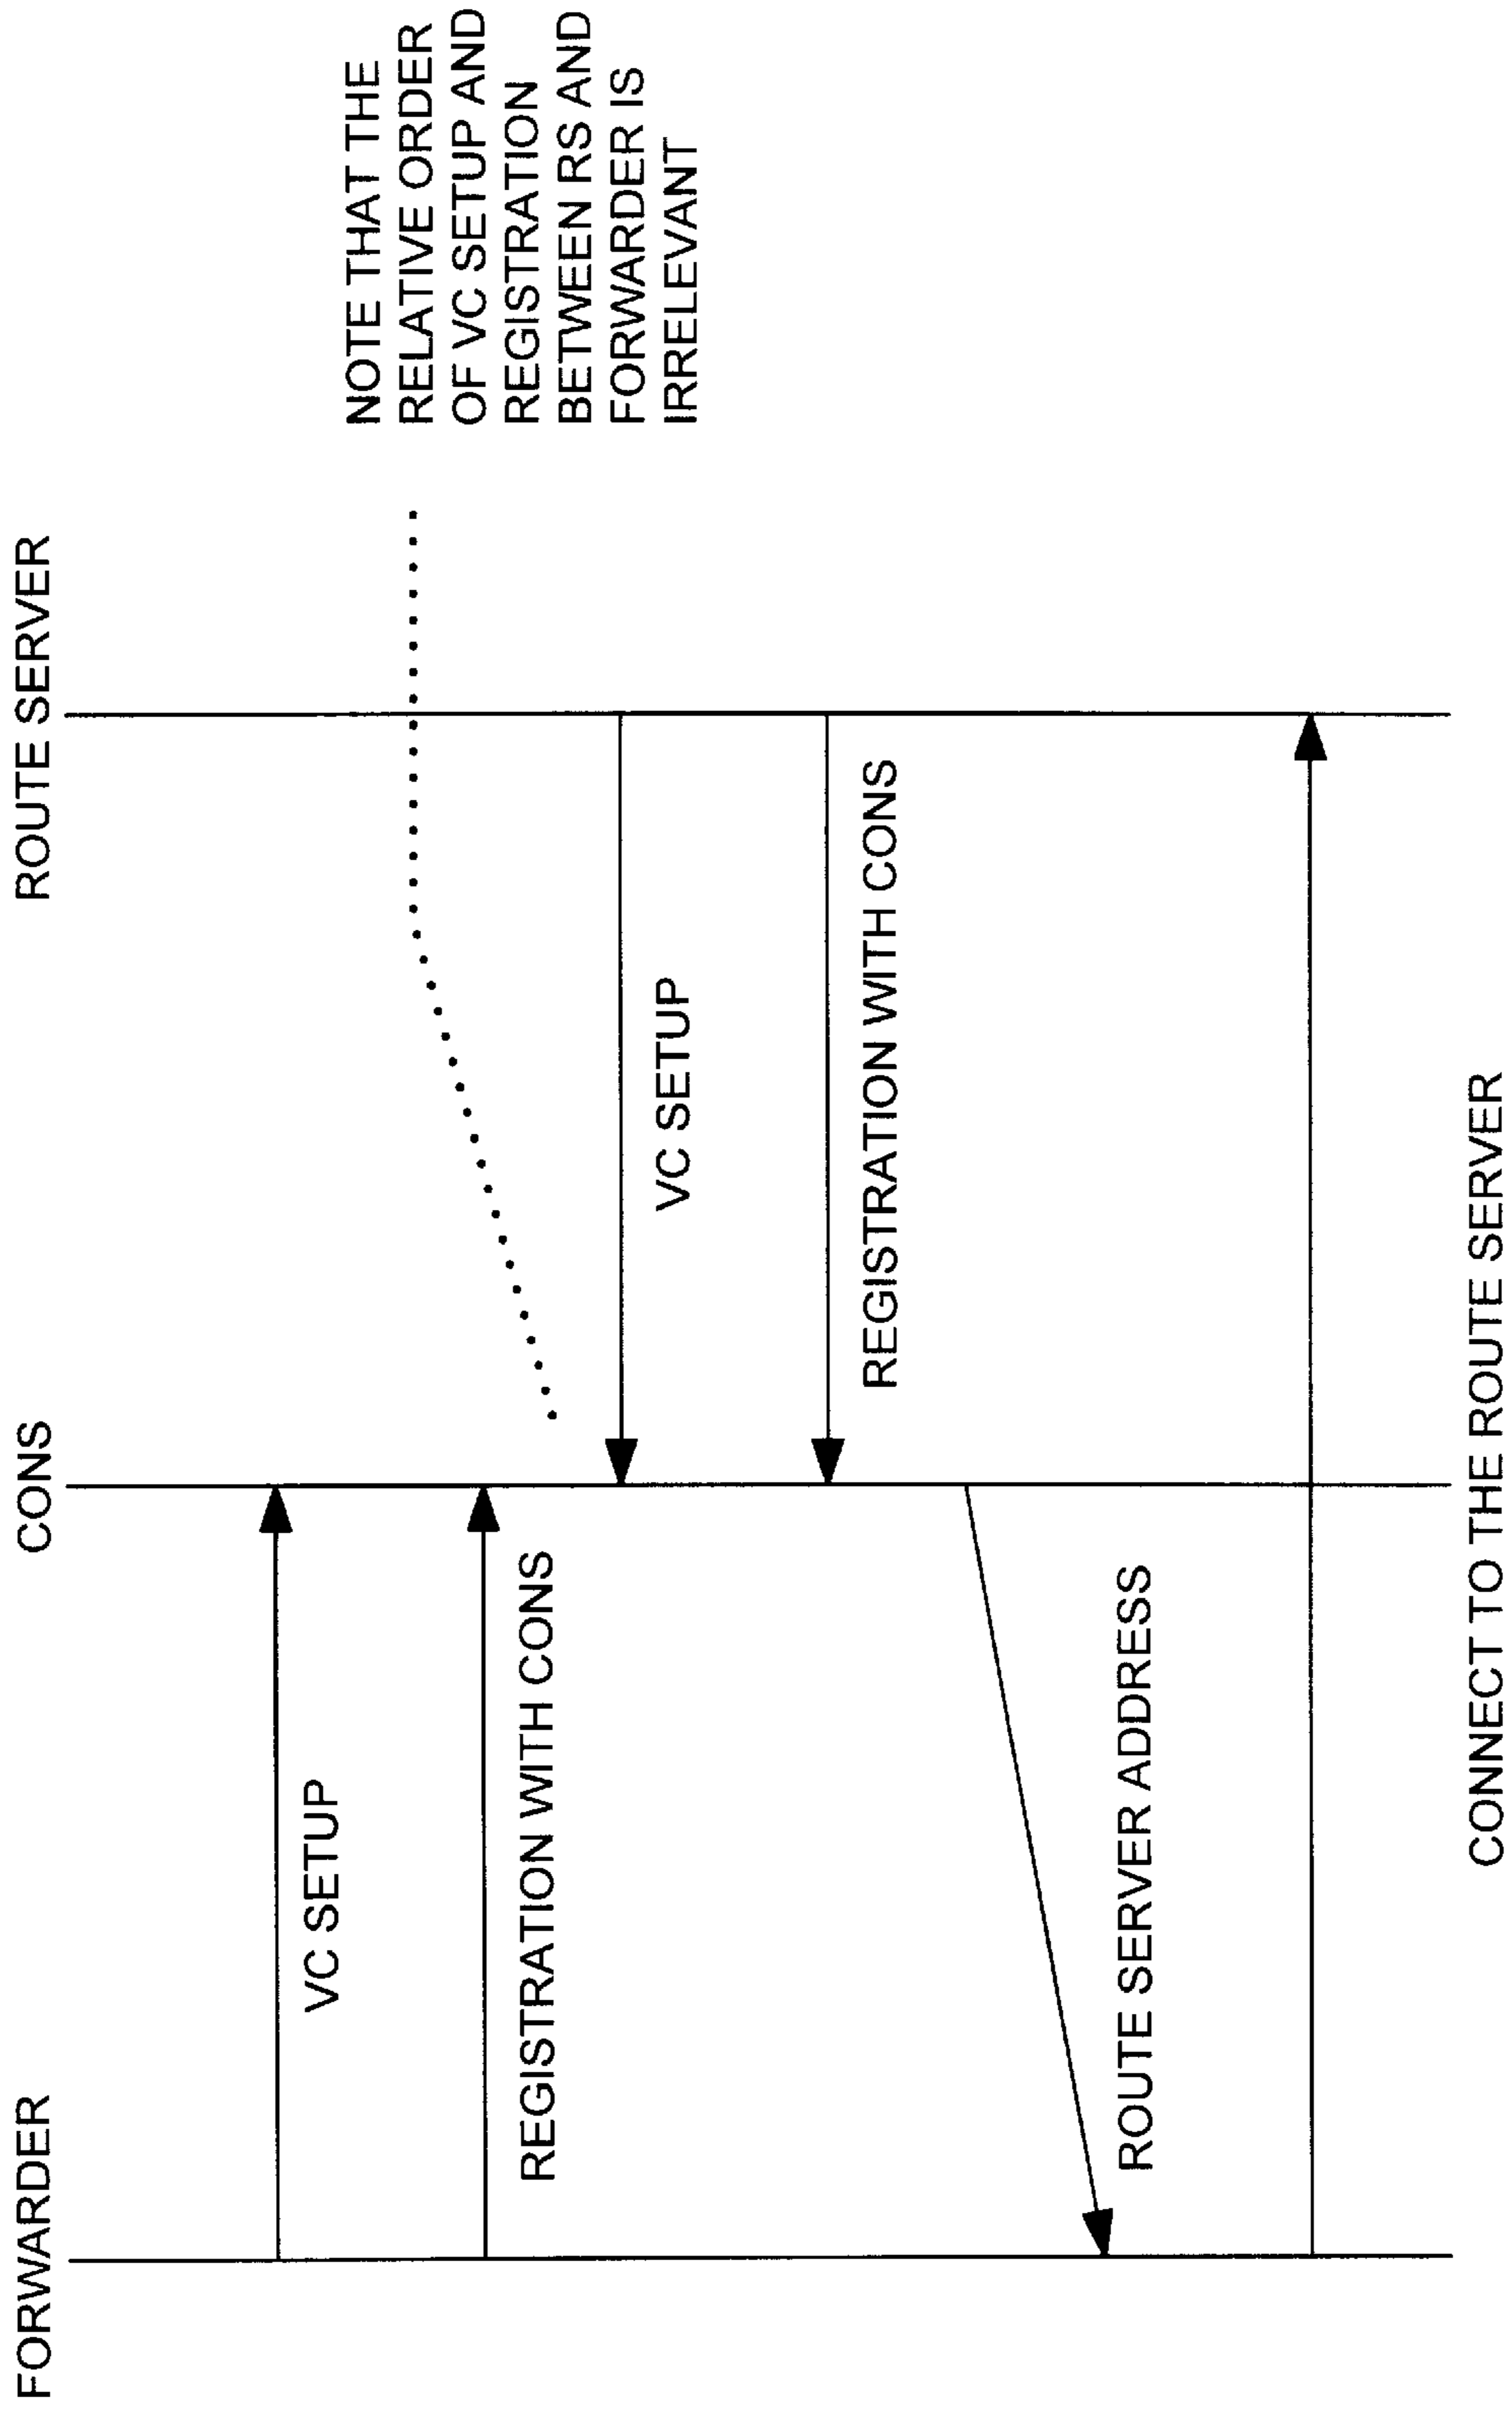 FORWARDER
CONS
ROUTE SERVER
VC SETUP
NOTE THAT THE
RELATIVE ORDER
OF VC SETUP AND
REGISTRATION
BETWEEN RS AND
FORWARDER IS
IRRELEVANT
REGISTRATION WITH CONS
VC SETUP
REGISTRATION WITH CONS
ROUTE SERVER ADDRESS
CONNECT TO THE ROUTE SERVER